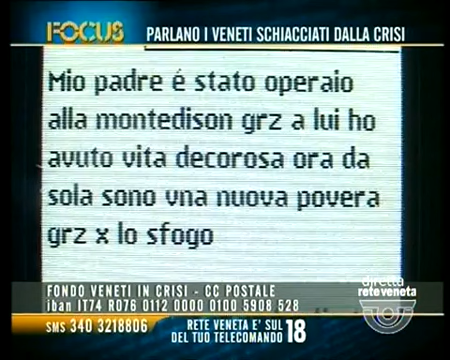 FOCUS
PARLANO I VENETI SCHIACCIATI DALLA CRISI
Mio padre é stato operaio
alla montedison grz a lui ho
avuto vita decorosa ora da
sola sono vna nuova povera
grz x lo sfogo
FONDO VENETI IN CRISI - CC POSTALE
iban IT74 R076 0112 0000 0100 5908 528
diretta
reteveneta
SMS 340 3218806
RETE VENETA E' SUL 18
DEL TUO TELECOMANDO